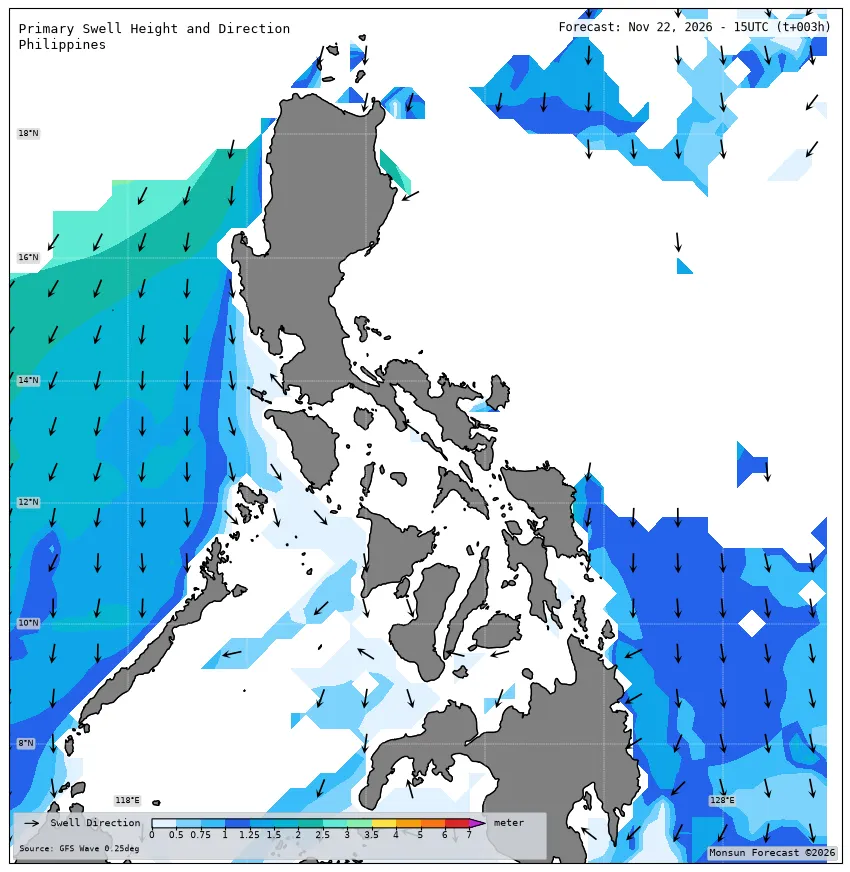 Primary Swell Height and Direction
Philippines
Forecast: Nov 22, 2026 - 15UTC (t+003h)
18°N
16°N
14°N
12°N
10°N
8°N
118°E
128°E
Swell Direction
0 0.5 0.75 1 1.25 1.5 2 2.5 3 3.5 4 5 6 7
meter
Source: GFS Wave 0.25deg
Monsun Forecast ©2026